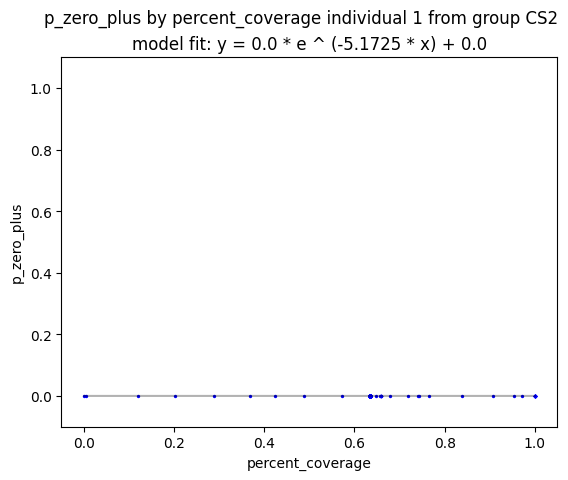 p_zero_plus by percent_coverage individual 1 from group CS2
model fit: y = 0.0 * e ^ (-5.1725 * x) + 0.0
1.0
0.8
0.6
0.4
0.2
0.0
p_zero_plus
0.0 0.2 0.4 0.6 0.8 1.0
percent_coverage